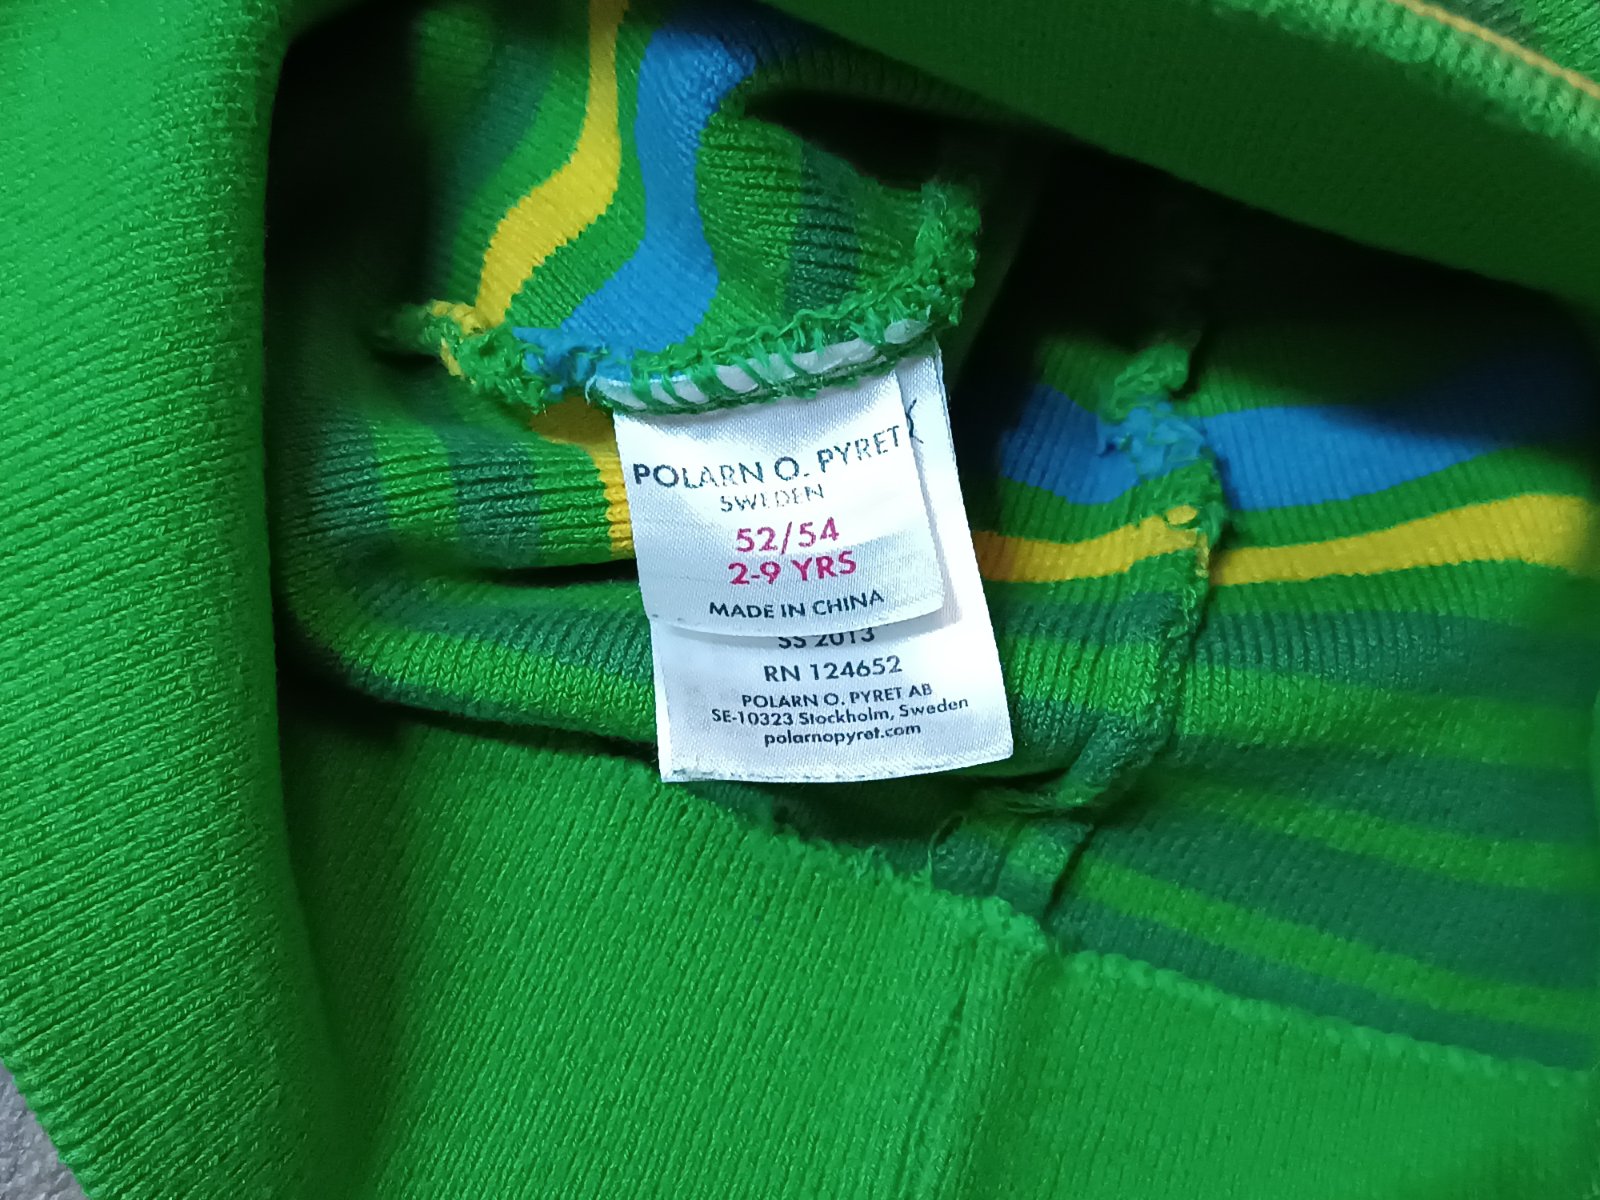 POLARN O. PYRET
SWEDEN
52/54
2-9 YRS
MADE IN CHINA
SS 2013
RN 124652
POLARN O. PYRET AB
SE-10323 Stockholm, Sweden
polarnopyret.com